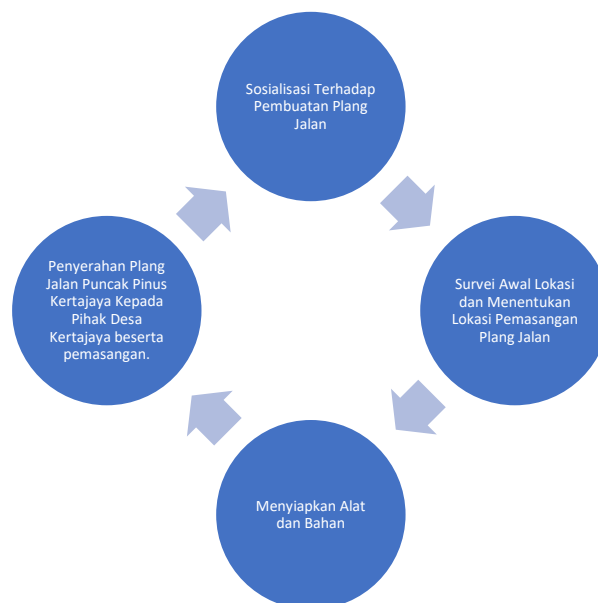 Sosialisasi Terhadap
Pembuatan Plang
Jalan
Survei Awal Lokasi
dan Menentukan
Lokasi Pemasangan
Plang Jalan
Menyiapkan Alat
dan Bahan
Penyerahan Plang
Jalan Puncak Pinus
Kertajaya Kepada
Pihak Desa
Kertajaya beserta
pemasangan.